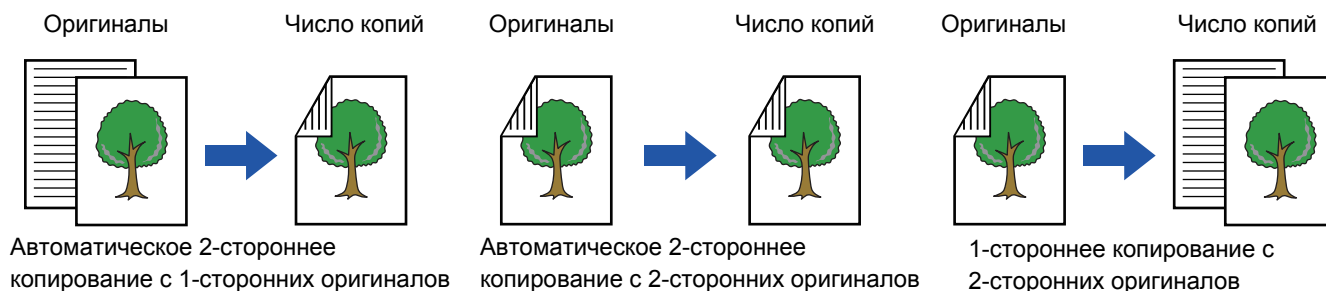 Оригиналы
Число копий
Оригиналы
Число копий
Оригиналы
Число копий
Автоматическое 2-стороннее
копирование с 1-сторонних оригиналов
Автоматическое 2-стороннее
копирование с 2-сторонних оригиналов
1-стороннее копирование с
2-сторонних оригиналов